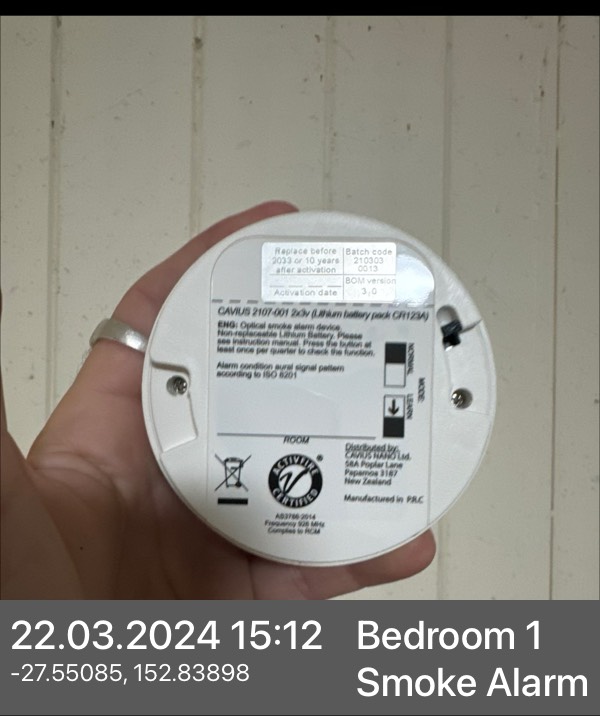 Replace before
2033 or 10 years
after activation
Activation date
Batch code
210303
0013
BOM version
3.0
CAVIUS 2107-001 2x3v (Lithium battery pack CR123A)
ENG: Optical smoke alarm device.
Non-replaceable Lithium Battery. Please
see instruction manual. Press the button at
least once per quarter to check the function.
Alarm condition aural signal pattern
according to ISO 8201
NORMAL
MODE:
LEARN
ROOM
ACTIVFIRE
CERTIFIED
®
AS3786:2014
Frequency 926 MHz
Complies to RCM
Distributed by:
CAVIUS NANO Ltd.
58A Poplar Lane
Papamoa 3187
New Zealand
Manufactured in P.R.C
22.03.2024 15:12
-27.55085, 152.83898
Bedroom 1
Smoke Alarm